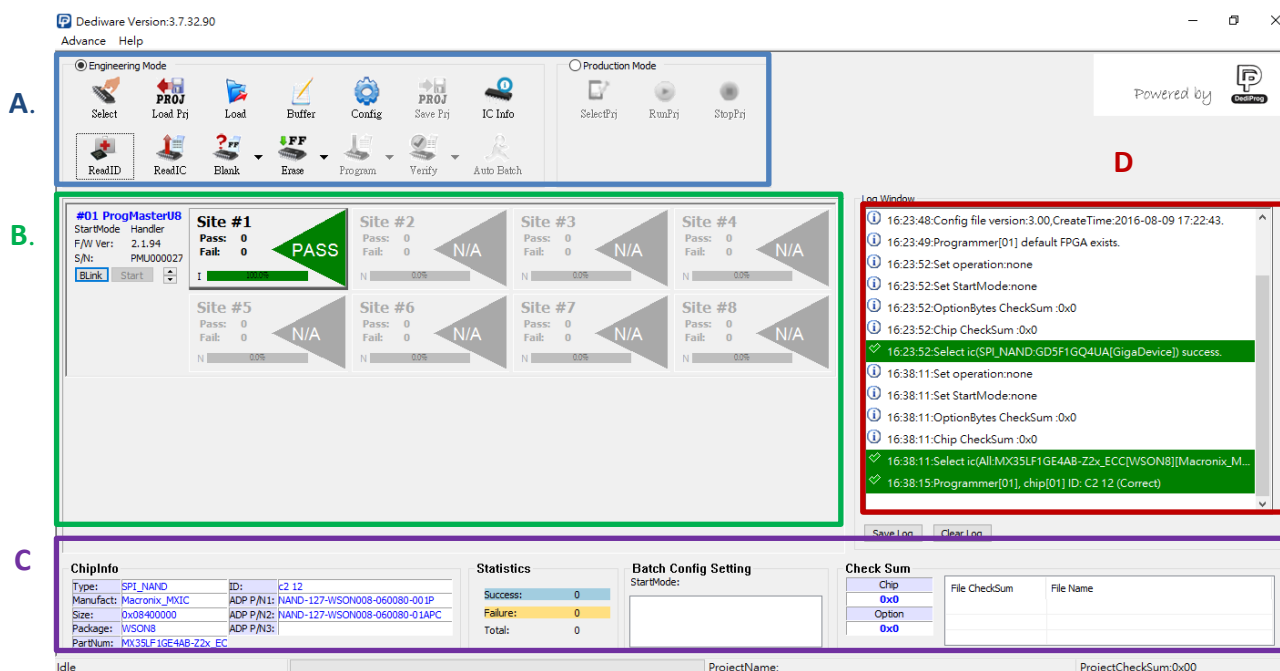 Dediware Version:3.7.32.90
Advance Help
A.
Engineering Mode
Production Mode
Select
PROJ
Load Prj
Load
Buffer
Config
PROJ
Save Prj
IC Info
SelectPrj
RunPrj
StopPrj
ReadID
ReadIC
? FF
Blank
FF
Erase
Program
Verify
Auto Batch
Powered by
DediProg
D
B.
#01 ProgMasterU8
StartMode Handler
F/W Ver: 2.1.94
S/N: PMU000027
BLink Start
Site #1
Pass: 0
Fail: 0
PASS
I 100.0%
Site #2
Pass: 0
Fail: 0
N/A
N 0.0%
Site #3
Pass: 0
Fail: 0
N/A
N 0.0%
Site #4
Pass: 0
Fail: 0
N/A
N 0.0%
Site #5
Pass: 0
Fail: 0
N/A
N 0.0%
Site #6
Pass: 0
Fail: 0
N/A
N 0.0%
Site #7
Pass: 0
Fail: 0
N/A
N 0.0%
Site #8
Pass: 0
Fail: 0
N/A
N 0.0%
Log Window
16:23:48:Config file version:3.00,CreateTime:2016-08-09 17:22:43.
16:23:49:Programmer[01] default FPGA exists.
16:23:52:Set operation:none
16:23:52:Set StartMode:none
16:23:52:OptionBytes CheckSum :0x0
16:23:52:Chip CheckSum :0x0
16:23:52:Select ic(SPI_NAND:GD5F1GQ4UA[GigaDevice]) success.
16:38:11:Set operation:none
16:38:11:Set StartMode:none
16:38:11:OptionBytes CheckSum :0x0
16:38:11:Chip CheckSum :0x0
16:38:11:Select ic(All:MX35LF1GE4AB-Z2x_ECC[WSON8][Macronix_M...
16:38:15:Programmer[01], chip[01] ID: C2 12 (Correct)
Save Log Clear Log
C
ChipInfo
Type: SPI_NAND ID: c2 12
Manufact: Macronix_MXIC ADP P/N1: NAND-127-WSON008-060080-001P
Size: 0x08400000 ADP P/N2: NAND-127-WSON008-060080-01APC
Package: WSON8 ADP P/N3:
PartNum: MX35LF1GE4AB-Z2x_EC
Statistics
Success: 0
Failure: 0
Total: 0
Batch Config Setting
StartMode:
Check Sum
Chip
0x0
Option
0x0
File CheckSum File Name
Idle ProjectName: ProjectCheckSum:0x00